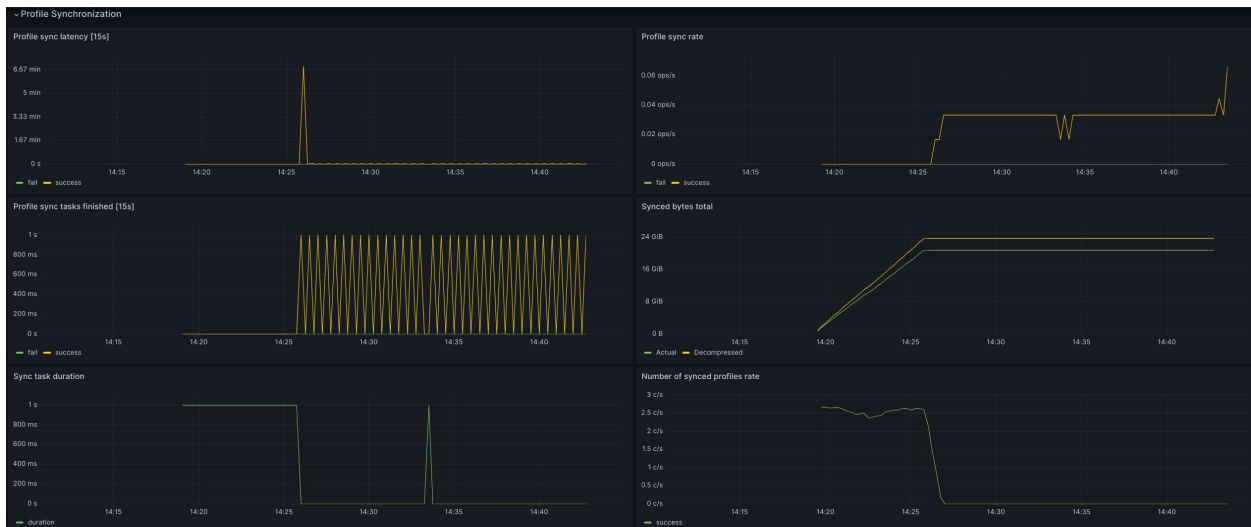 Profile Synchronization
Profile sync latency [15s]
6.67 min
5 min
3.33 min
1.67 min
0 s
14:15 14:20 14:25 14:30 14:35 14:40
fail success
Profile sync rate
0.06 ops/s
0.04 ops/s
0.02 ops/s
0 ops/s
14:15 14:20 14:25 14:30 14:35 14:40
fail success
Profile sync tasks finished [15s]
1 s
800 ms
600 ms
400 ms
200 ms
0 s
14:15 14:20 14:25 14:30 14:35 14:40
fail success
Synced bytes total
24 GiB
16 GiB
8 GiB
0 B
14:15 14:20 14:25 14:30 14:35 14:40
Actual Decompressed
Sync task duration
1 s
800 ms
600 ms
400 ms
200 ms
0 s
14:15 14:20 14:25 14:30 14:35 14:40
duration
Number of synced profiles rate
3 c/s
2.5 c/s
2 c/s
1.5 c/s
1 c/s
0.5 c/s
0 c/s
14:15 14:20 14:25 14:30 14:35 14:40
success